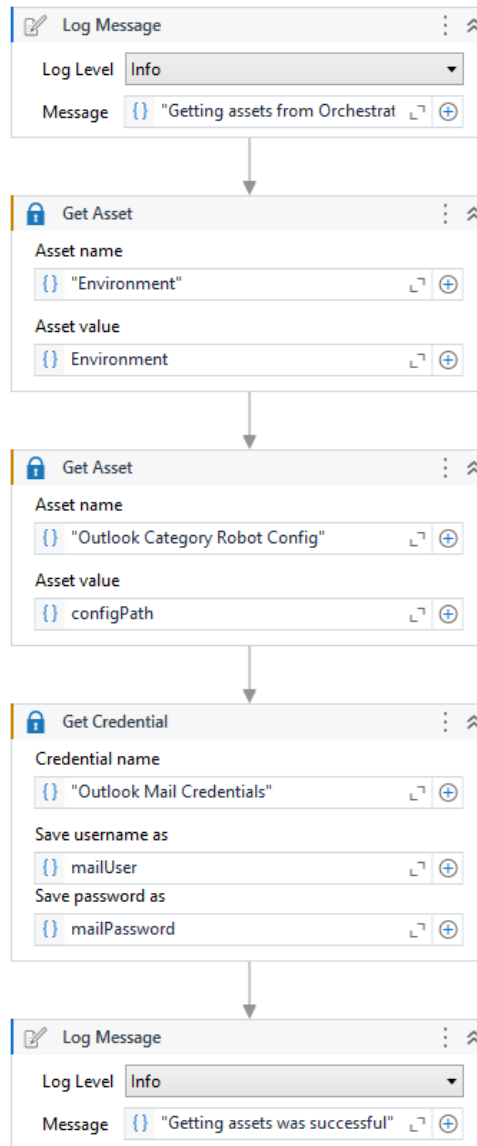 Log Message
Log Level Info
Message {} "Getting assets from Orchestrat
Get Asset
Asset name
{} "Environment"
Asset value
{} Environment
Get Asset
Asset name
{} "Outlook Category Robot Config"
Asset value
{} configPath
Get Credential
Credential name
{} "Outlook Mail Credentials"
Save username as
{} mailUser
Save password as
{} mailPassword
Log Message
Log Level Info
Message {} "Getting assets was successful"